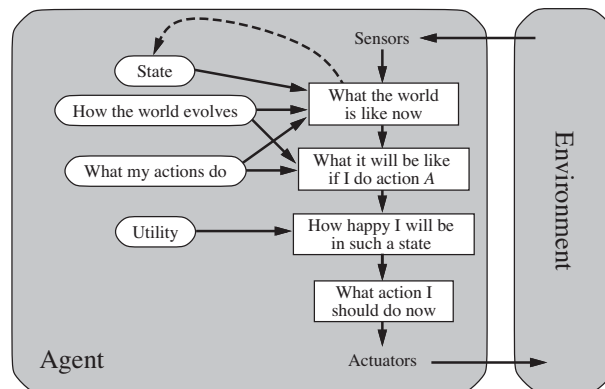 Sensors
State
What the world
is like now
How the world evolves
What it will be like
if I do action A
What my actions do
How happy I will be
in such a state
Utility
What action I
should do now
Agent
Actuators
Environment